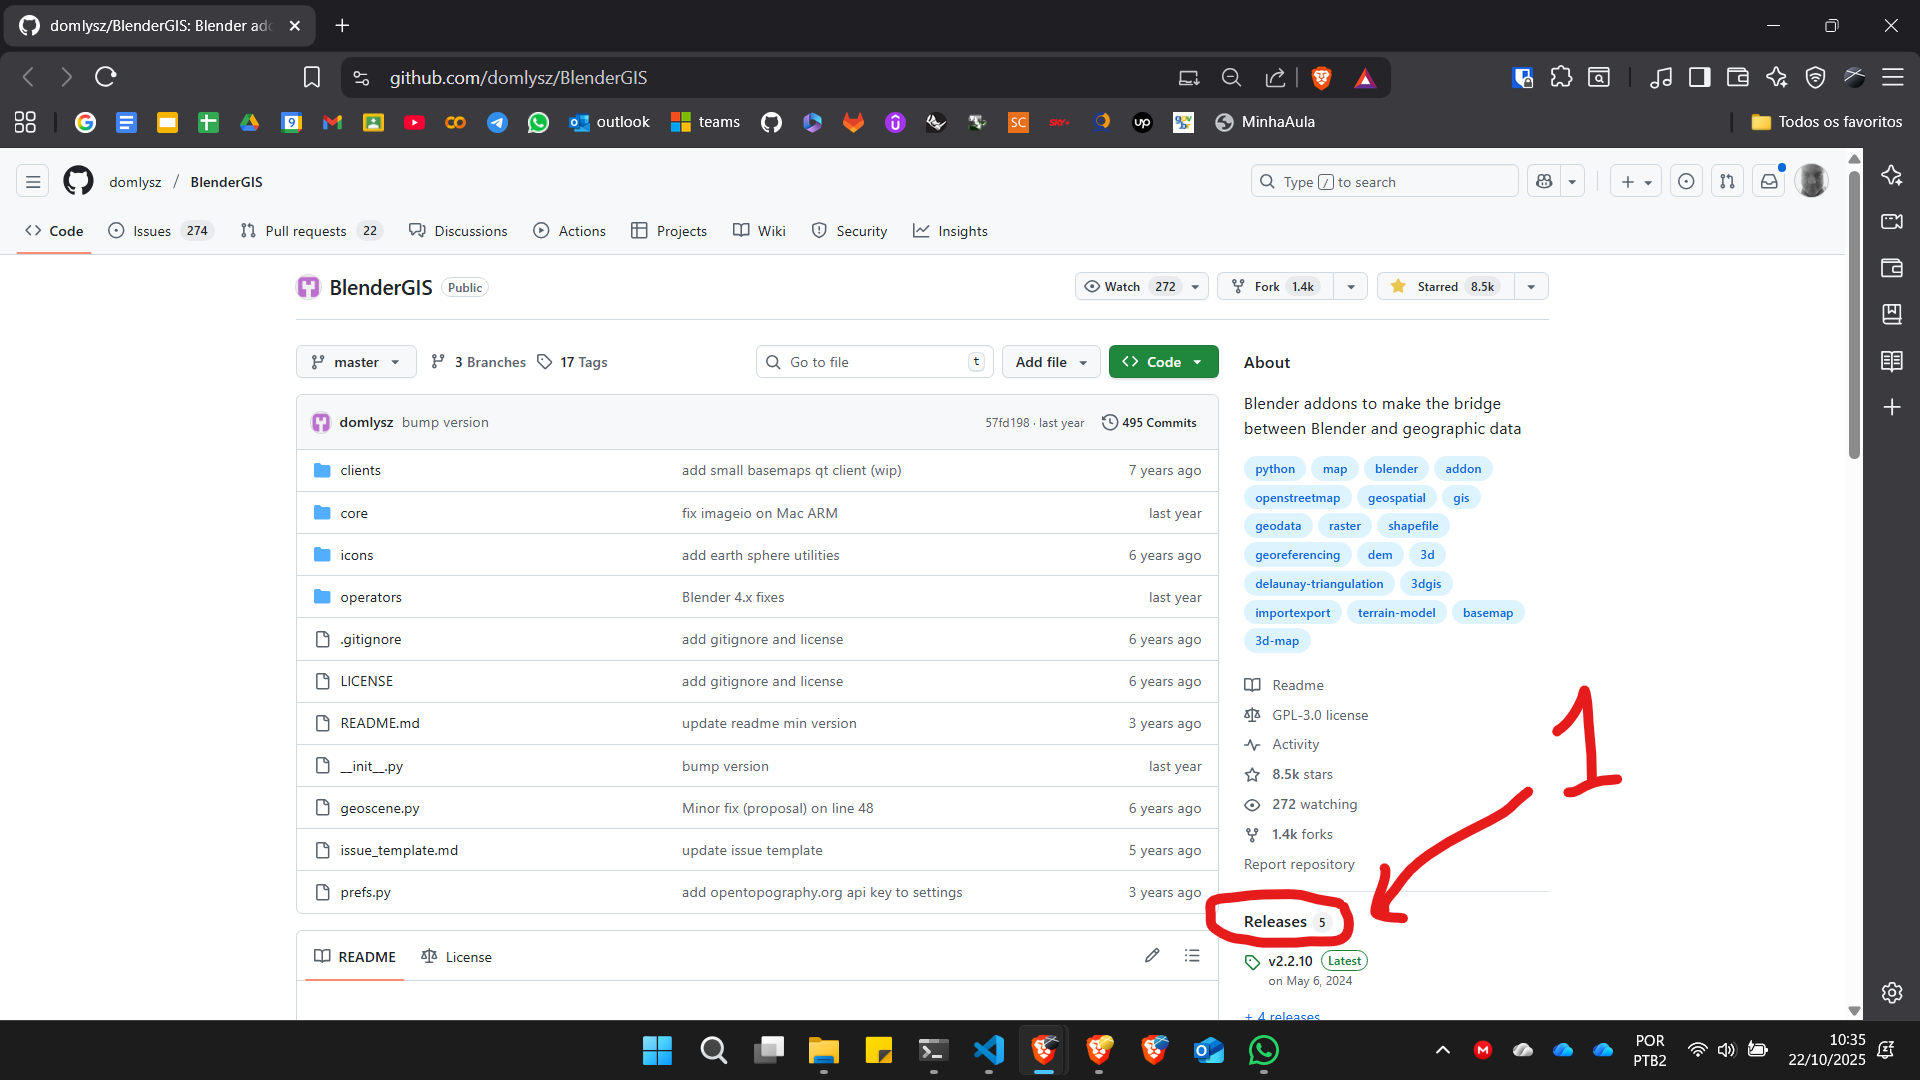 domlysz/BlenderGIS: Blender add
github.com/domlysz/BlenderGIS
outlook
teams
SC
SKY+
up
gov.br
MinhaAula
Todos os favoritos
domlysz / BlenderGIS
Type / to search
Code
Issues 274
Pull requests 22
Discussions
Actions
Projects
Wiki
Security
Insights
BlenderGIS Public
Watch 272
Fork 1.4k
Starred 8.5k
master
3 Branches
17 Tags
Go to file t
Add file
Code
domlysz bump version 57fd198 · last year 495 Commits
clients add small basemaps qt client (wip) 7 years ago
core fix imageio on Mac ARM last year
icons add earth sphere utilities 6 years ago
operators Blender 4.x fixes last year
.gitignore add gitignore and license 6 years ago
LICENSE add gitignore and license 6 years ago
README.md update readme min version 3 years ago
__init__.py bump version last year
geoscene.py Minor fix (proposal) on line 48 6 years ago
issue_template.md update issue template 5 years ago
prefs.py add opentopography.org api key to settings 3 years ago
README
License
About
Blender addons to make the bridge
between Blender and geographic data
python map blender addon
openstreetmap geospatial gis
geodata raster shapefile
georeferencing dem 3d
delaunay-triangulation 3dgis
importexport terrain-model basemap
3d-map
Readme
GPL-3.0 license
Activity
8.5k stars
272 watching
1.4k forks
Report repository
1
Releases 5
v2.2.10 Latest
on May 6, 2024
+ 4 releases
POR
PTB2
10:35
22/10/2025